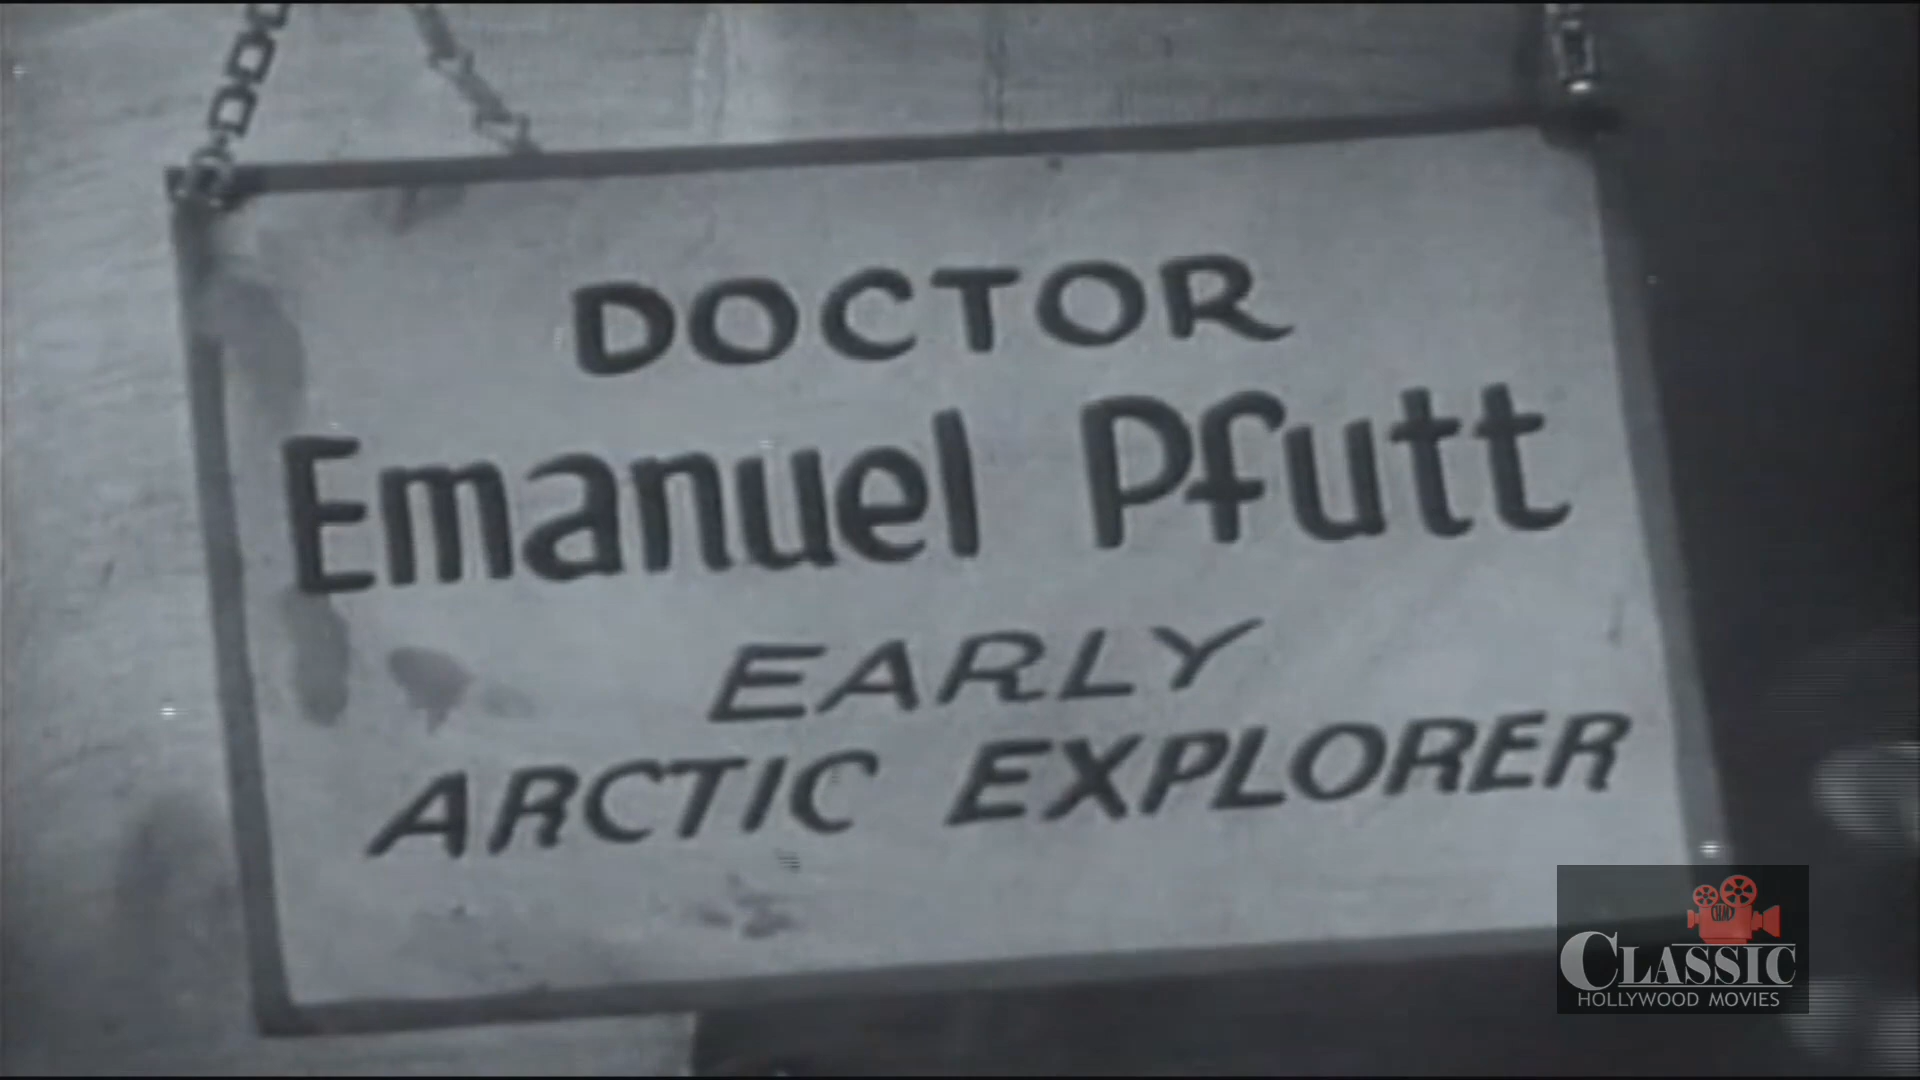 DOCTOR
Emanuel Pfutt
EARLY
ARCTIC EXPLORER
CLASSIC
HOLLYWOOD MOVIES